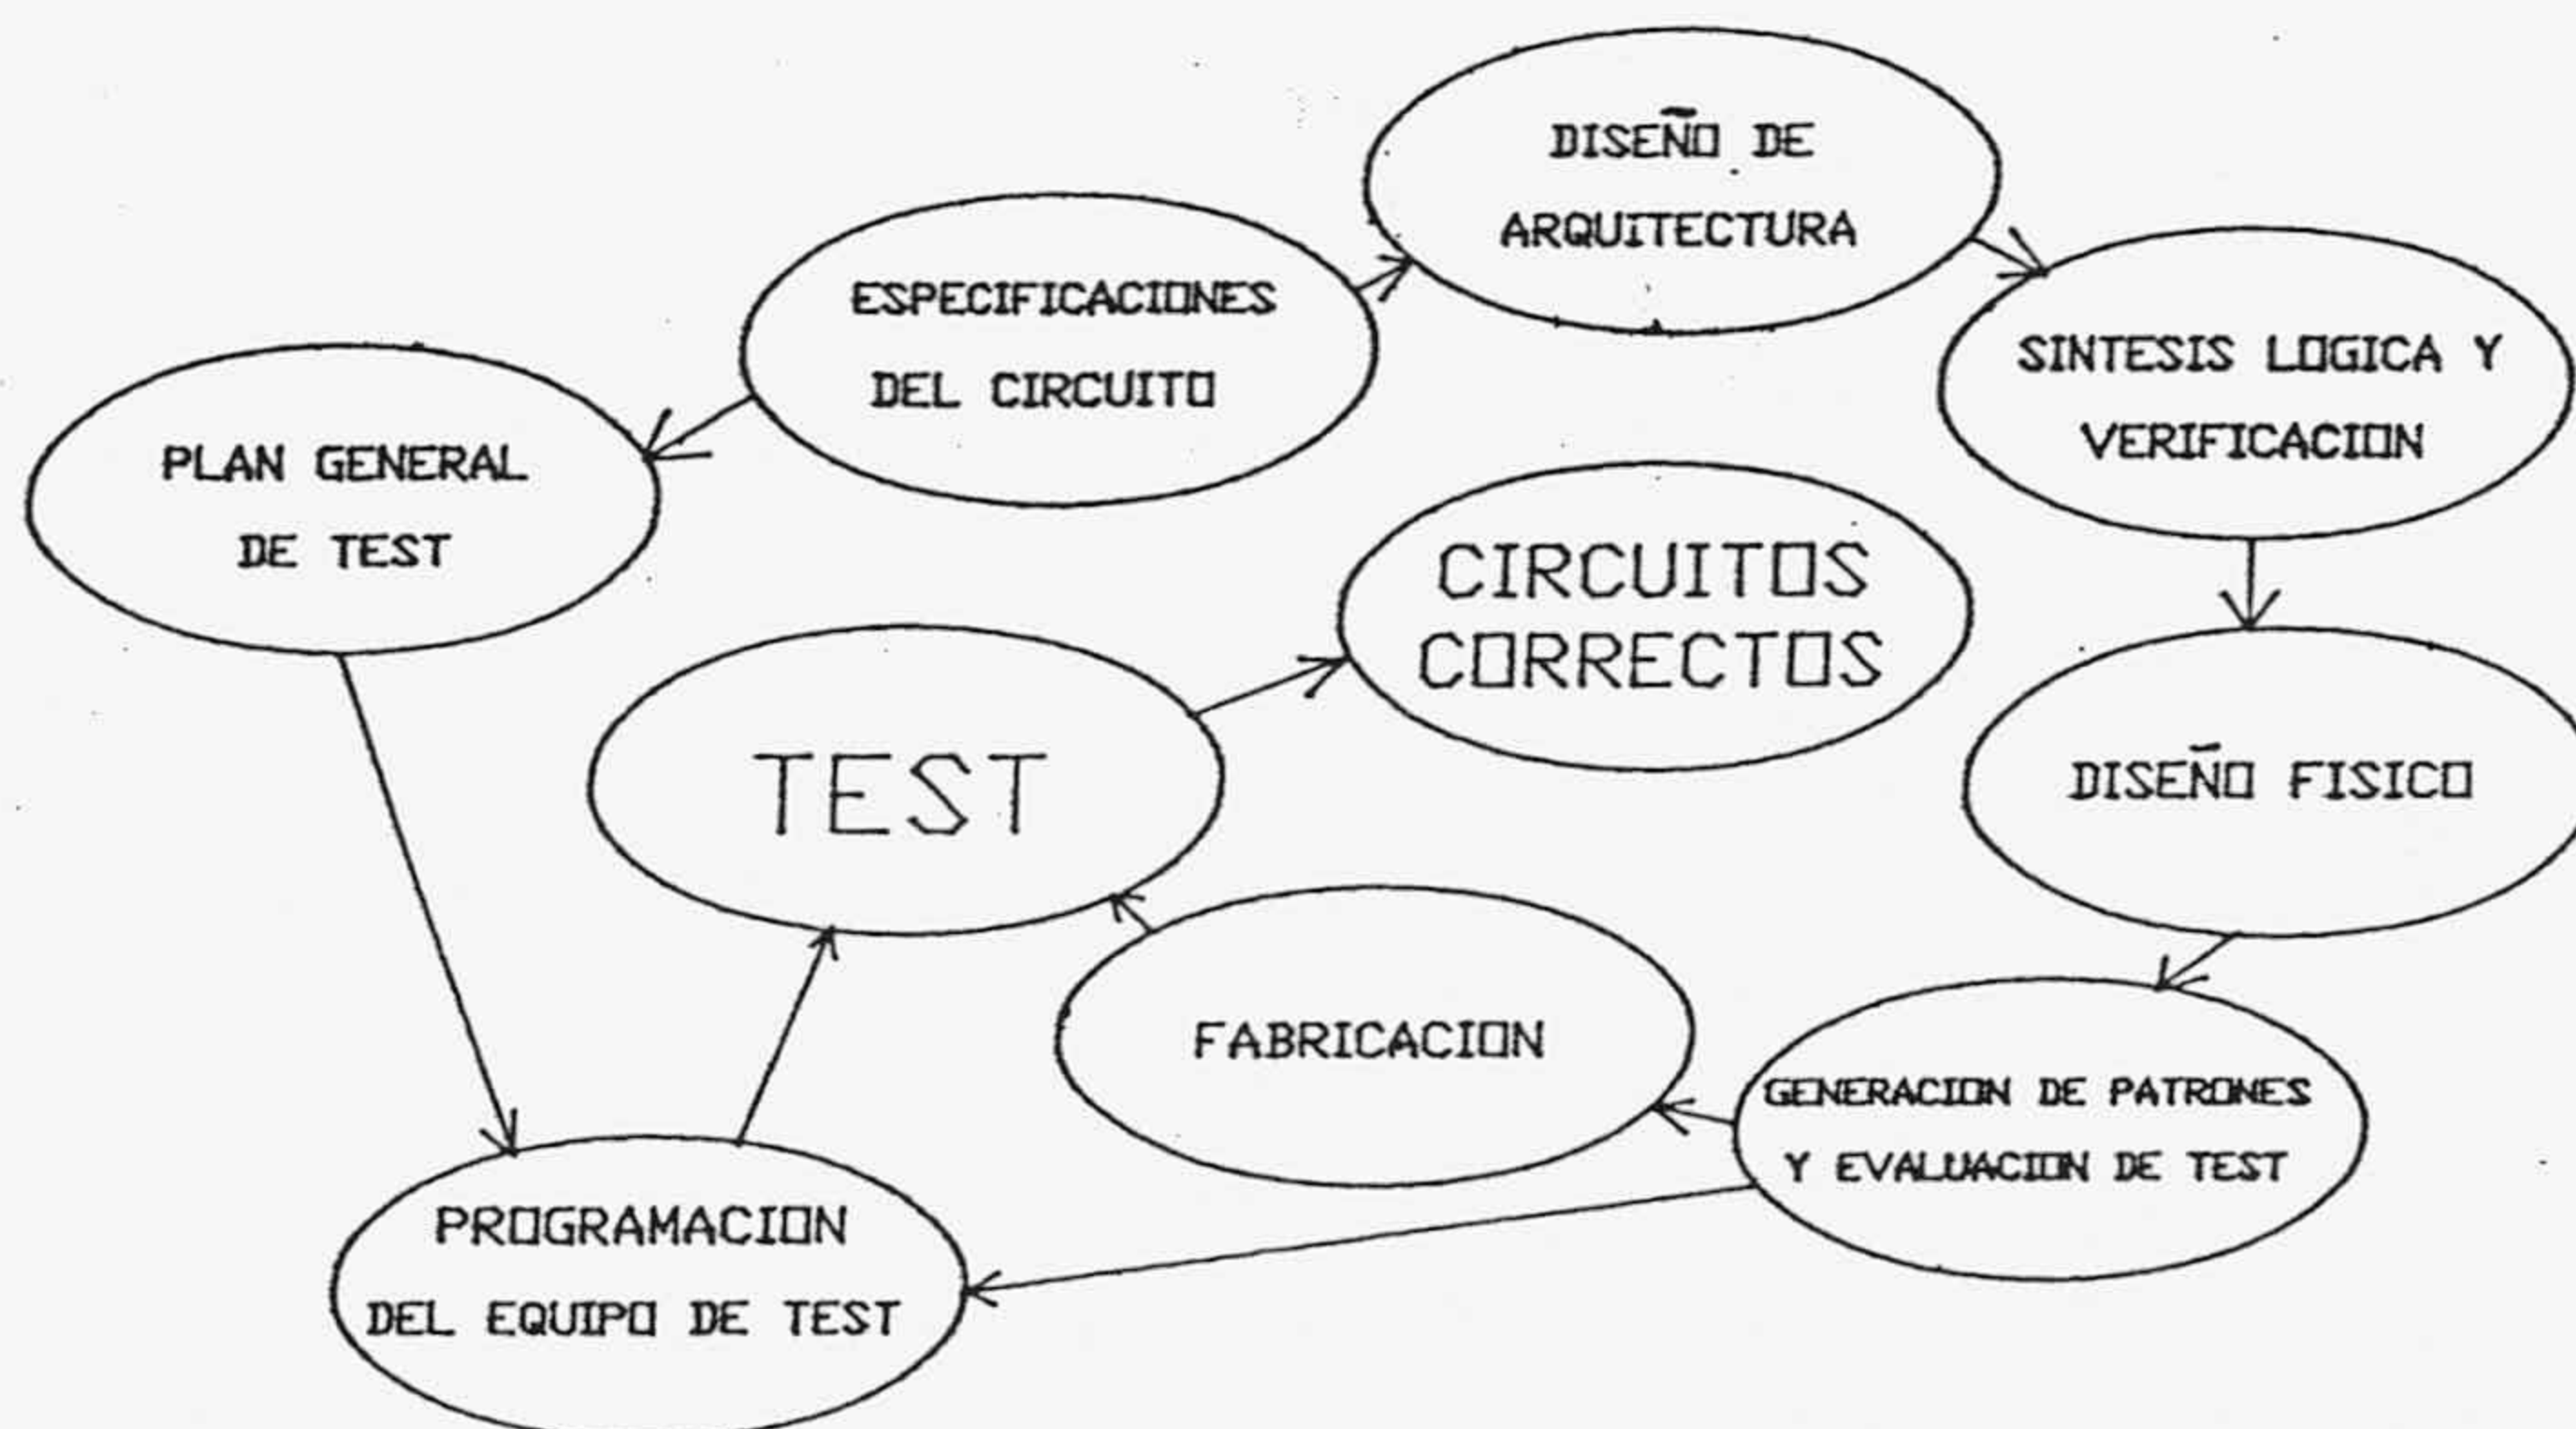 DISEÑO DE
ARQUITECTURA
ESPECIFICACIONES
DEL CIRCUITO
SINTESIS LOGICA Y
VERIFICACION
PLAN GENERAL
DE TEST
CIRCUITOS
CORRECTOS
TEST
DISEÑO FISICO
FABRICACION
GENERACION DE PATRONES
Y EVALUACION DE TEST
PROGRAMACION
DEL EQUIPO DE TEST